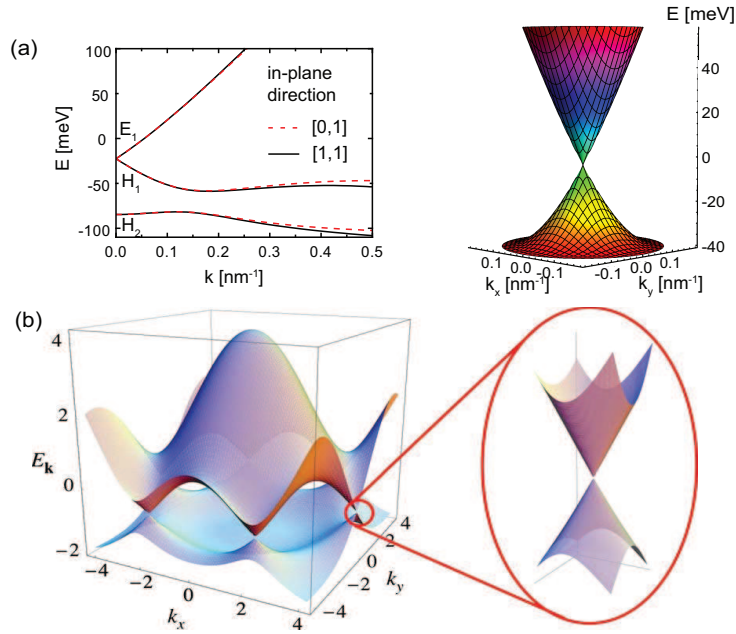 (a)
100
50
0
-50
-100
E [meV]
E₁
H₁
H₂
in-plane
direction
[0,1]
[1,1]
0.0
0.1
0.2
0.3
0.4
0.5
k [nm⁻¹]
E [meV]
40
20
0
-20
-40
0.1
0.0
-0.1
kₓ [nm⁻¹]
-0.1
0.0
0.1
k_y [nm⁻¹]
(b)
4
2
0
−2
E_k
−4
−2
0
2
4
kₓ
−4
−2
0
2
4
k_y